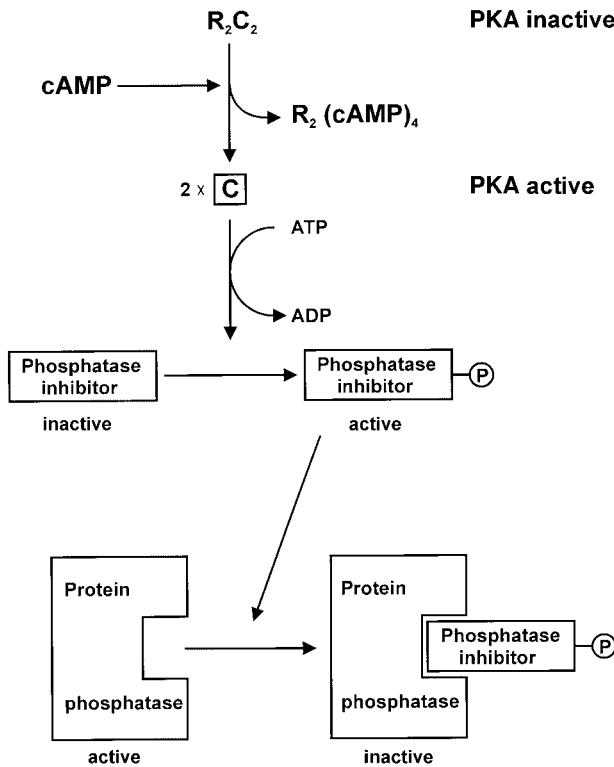 R₂C₂ PKA inactive
cAMP
R₂ (cAMP)₄
2 × C PKA active
ATP
ADP
Phosphatase
inhibitor
inactive
Phosphatase
inhibitor
P
active
Protein
phosphatase
active
Protein
phosphatase
Phosphatase
inhibitor
P
inactive